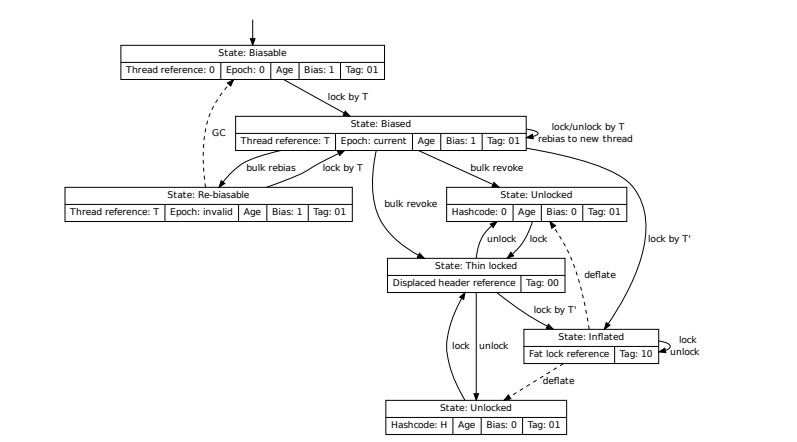 State: Biasable
Thread reference: 0 Epoch: 0 Age Bias: 1 Tag: 01
lock by T
State: Biased
Thread reference: T Epoch: current Age Bias: 1 Tag: 01
lock/unlock by T
rebias to new thread
GC
bulk rebias
lock by T
bulk revoke
State: Re-biasable
Thread reference: T Epoch: invalid Age Bias: 1 Tag: 01
State: Unlocked
Hashcode: 0 Age Bias: 0 Tag: 01
bulk revoke
unlock
lock
lock by T'
State: Thin locked
Displaced header reference Tag: 00
deflate
lock by T'
State: Inflated
Fat lock reference Tag: 10
lock
unlock
lock
unlock
deflate
State: Unlocked
Hashcode: H Age Bias: 0 Tag: 01